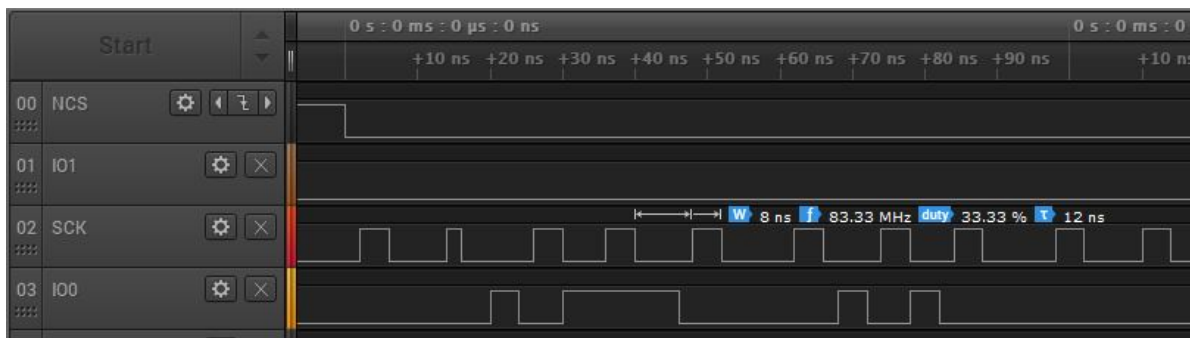 Start
0 s : 0 ms : 0 µs : 0 ns 0 s : 0 ms : 0
+10 ns +20 ns +30 ns +40 ns +50 ns +60 ns +70 ns +80 ns +90 ns +10 n
00 NCS
01 IO1
W 8 ns f 83.33 MHz duty 33.33 % τ 12 ns
02 SCK
03 IO0